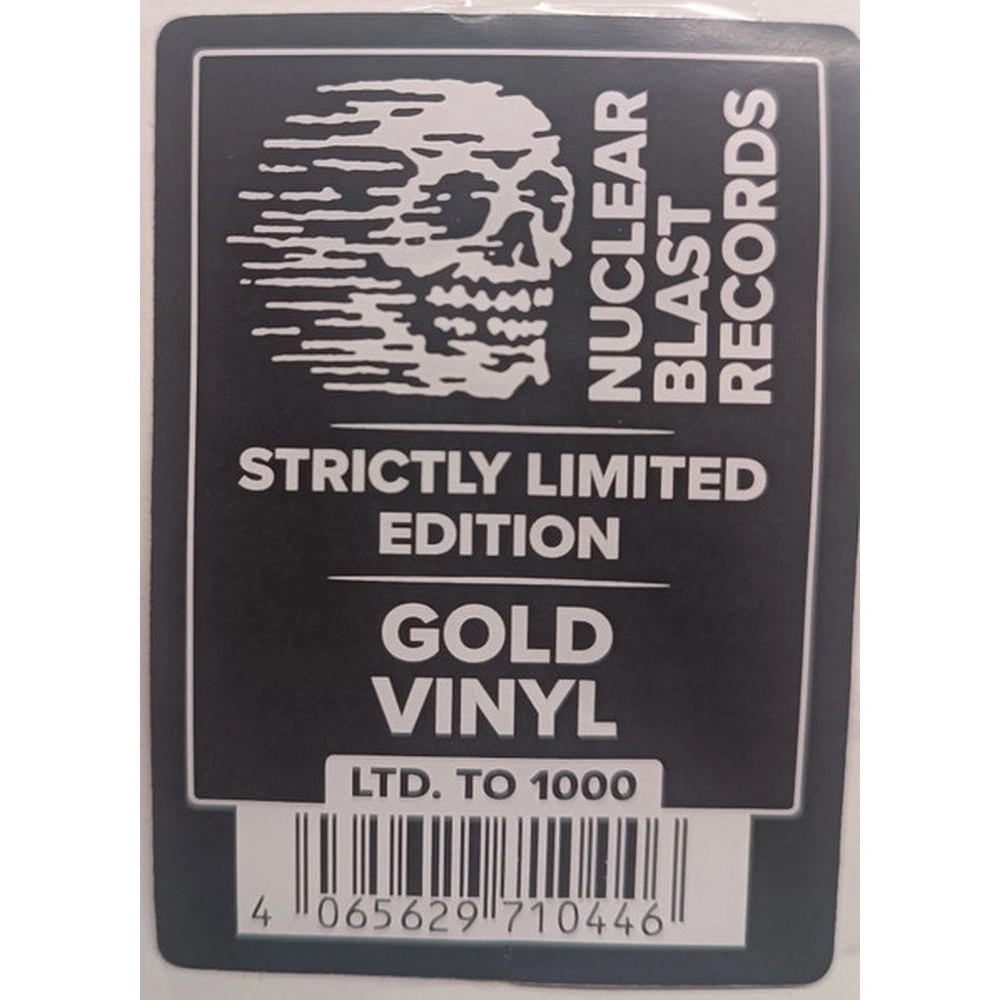 NUCLEAR
BLAST
RECORDS
STRICTLY LIMITED
EDITION
GOLD
VINYL
LTD. TO 1000
4 065629 710446